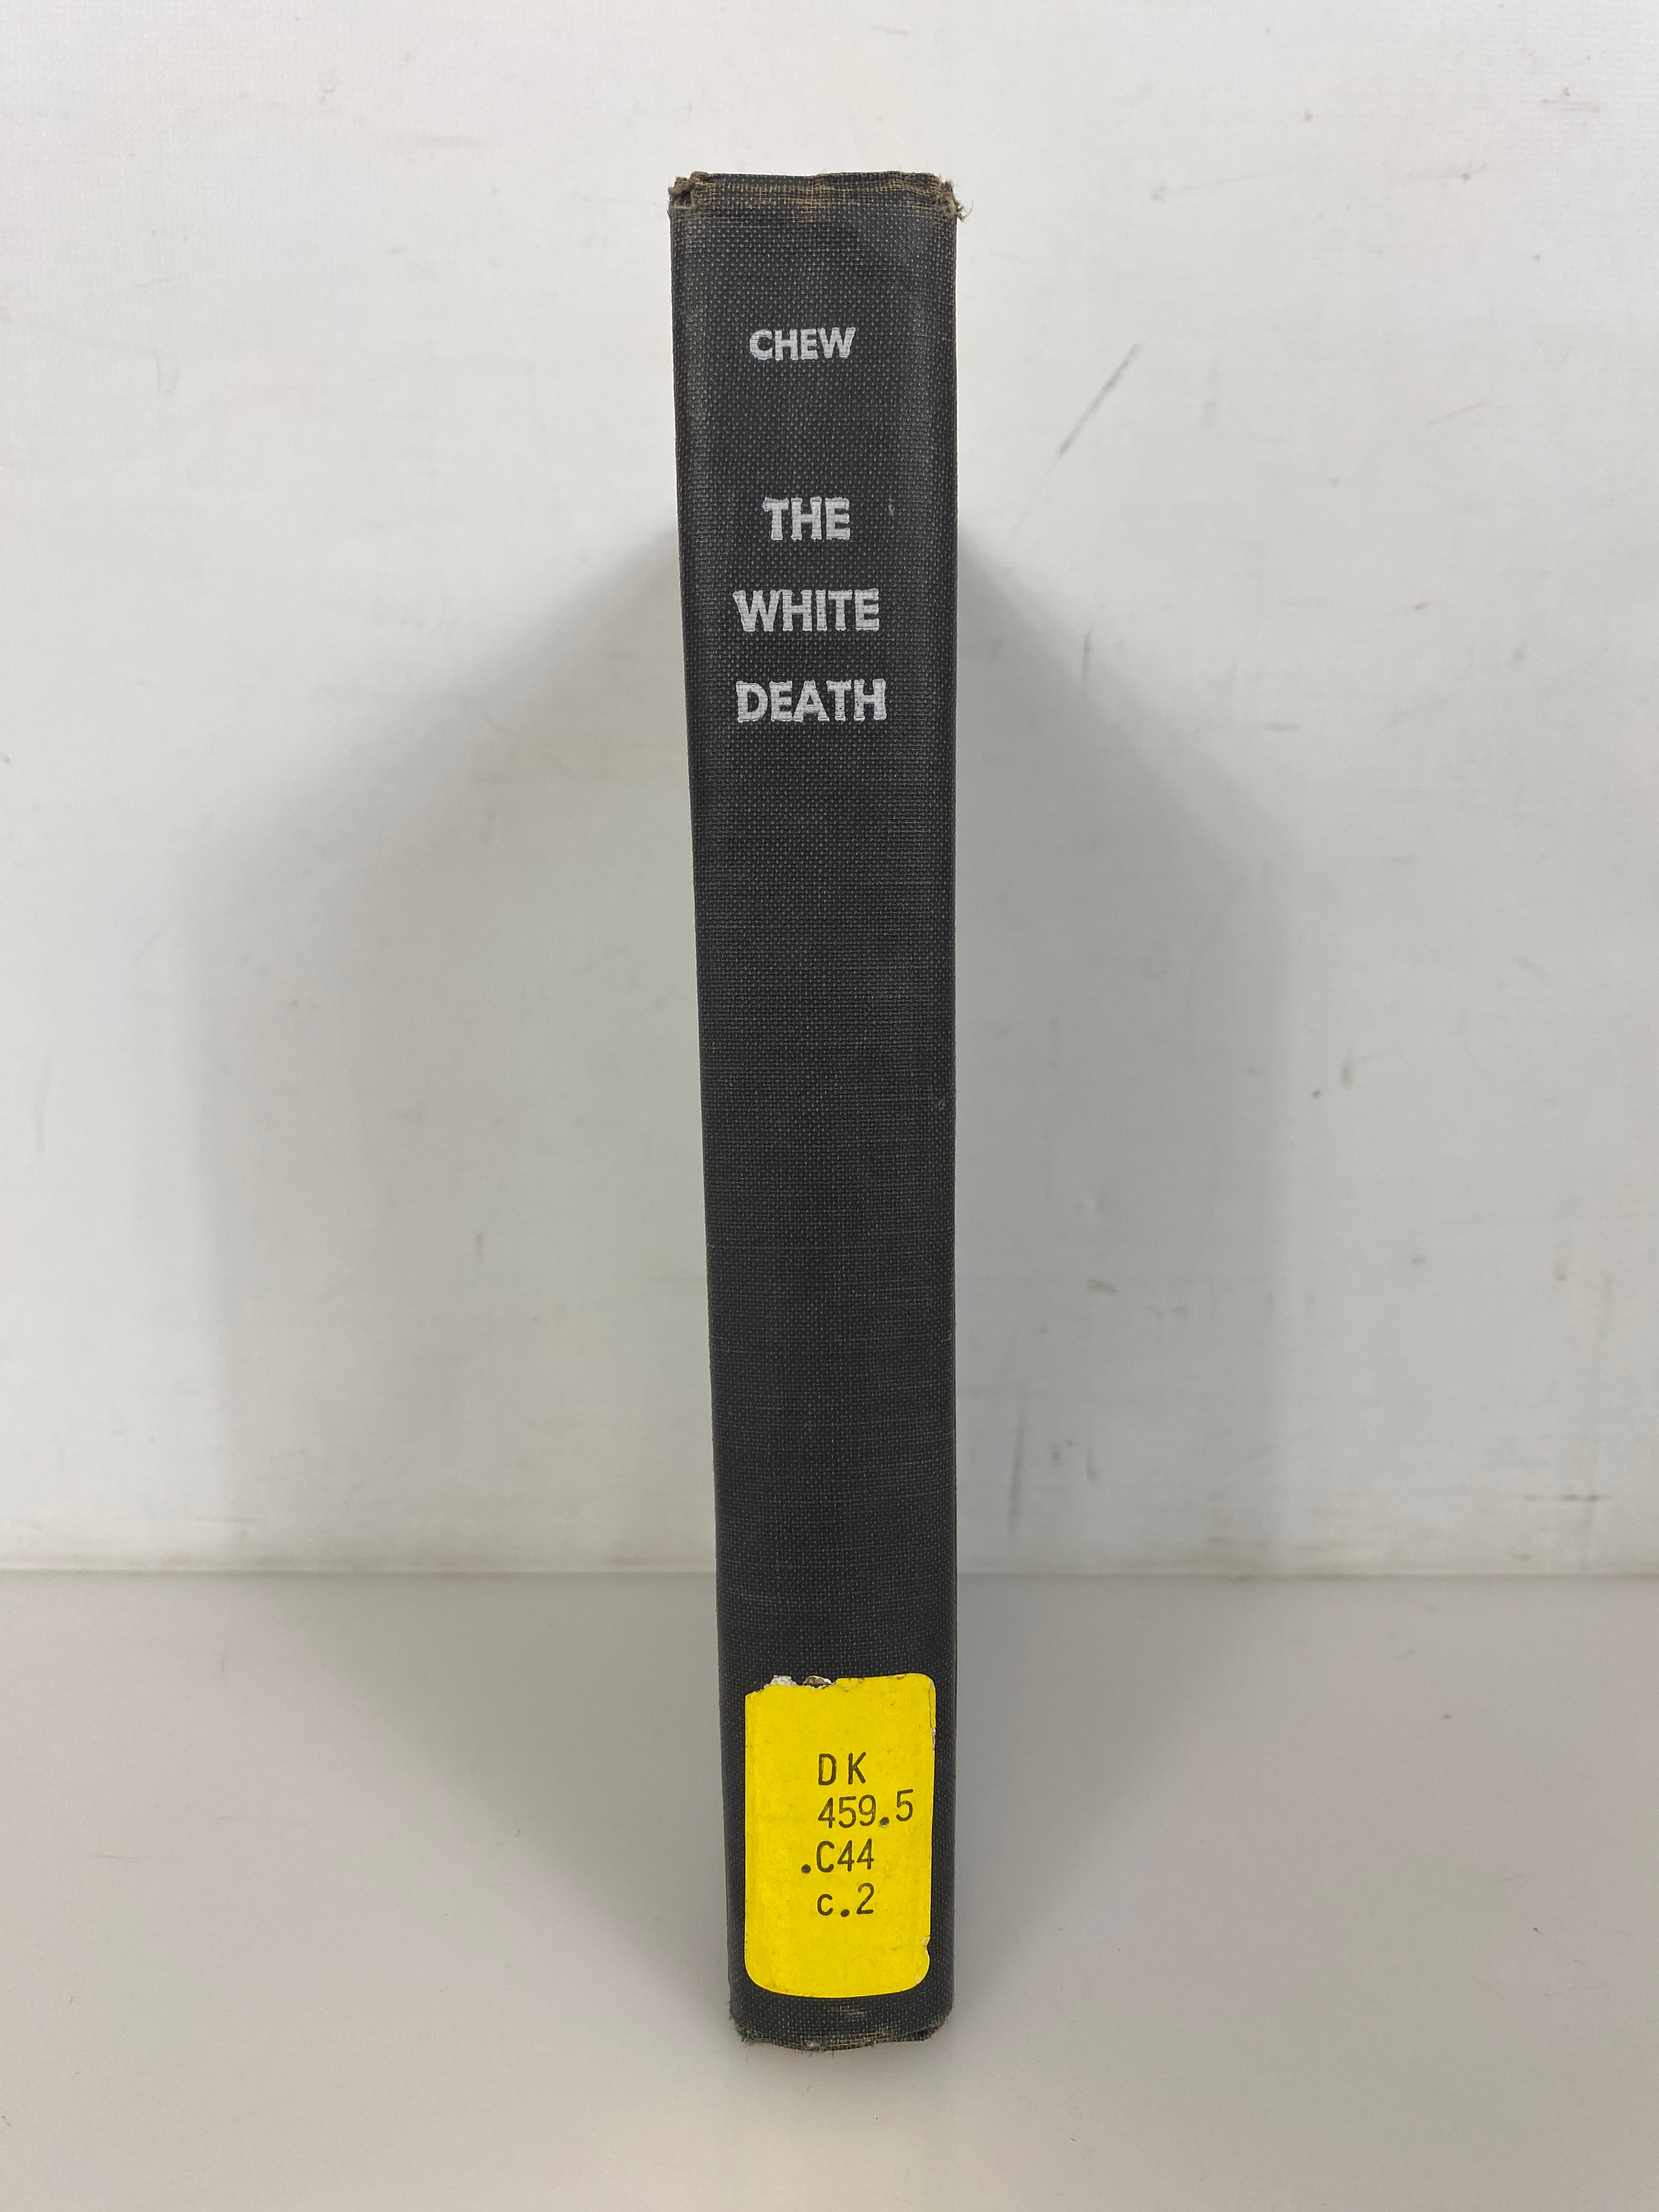 CHEW
THE
WHITE
DEATH
DK
459.5
.C44
c.2